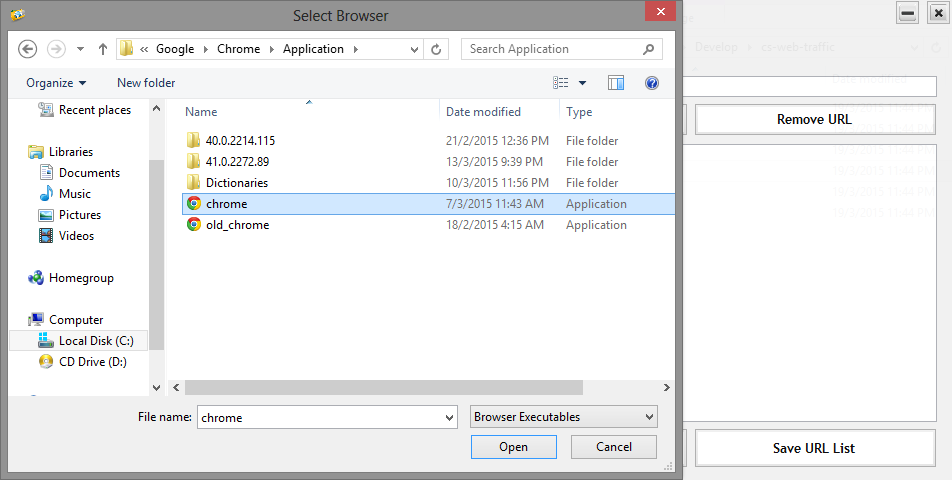 Select Browser
« Google Chrome Application
Search Application
Organize
New folder
Name Date modified Type
Recent places
Libraries
Documents
Music
Pictures
Videos
Homegroup
Computer
Local Disk (C:)
CD Drive (D:)
40.0.2214.115 21/2/2015 12:36 PM File folder
41.0.2272.89 13/3/2015 9:39 PM File folder
Dictionaries 10/3/2015 11:56 PM File folder
chrome 7/3/2015 11:43 AM Application
old_chrome 18/2/2015 4:15 AM Application
File name: chrome
Browser Executables
Open
Cancel
Develop cs-web-traffic
Remove URL
Save URL List